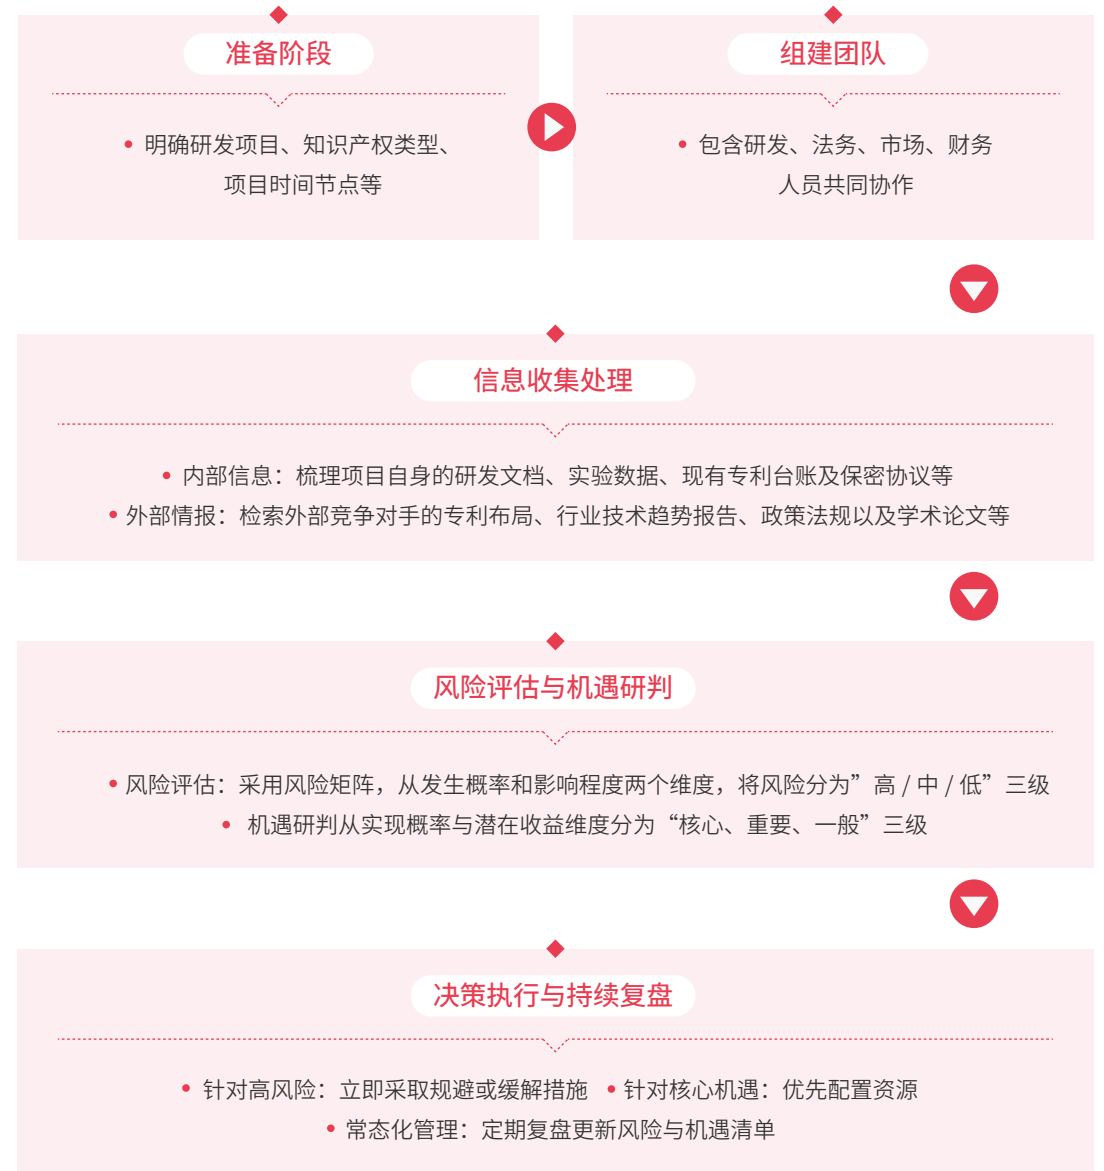 准备阶段
• 明确研发项目、知识产权类型、
项目时间节点等
组建团队
• 包含研发、法务、市场、财务
人员共同协作
信息收集处理
• 内部信息：梳理项目自身的研发文档、实验数据、现有专利台账及保密协议等
• 外部情报：检索外部竞争对手的专利布局、行业技术趋势报告、政策法规以及学术论文等
风险评估与机遇研判
• 风险评估：采用风险矩阵，从发生概率和影响程度两个维度，将风险分为”高 / 中 / 低”三级
• 机遇研判从实现概率与潜在收益维度分为“核心、重要、一般”三级
决策执行与持续复盘
• 针对高风险：立即采取规避或缓解措施 • 针对核心机遇：优先配置资源
• 常态化管理：定期复盘更新风险与机遇清单